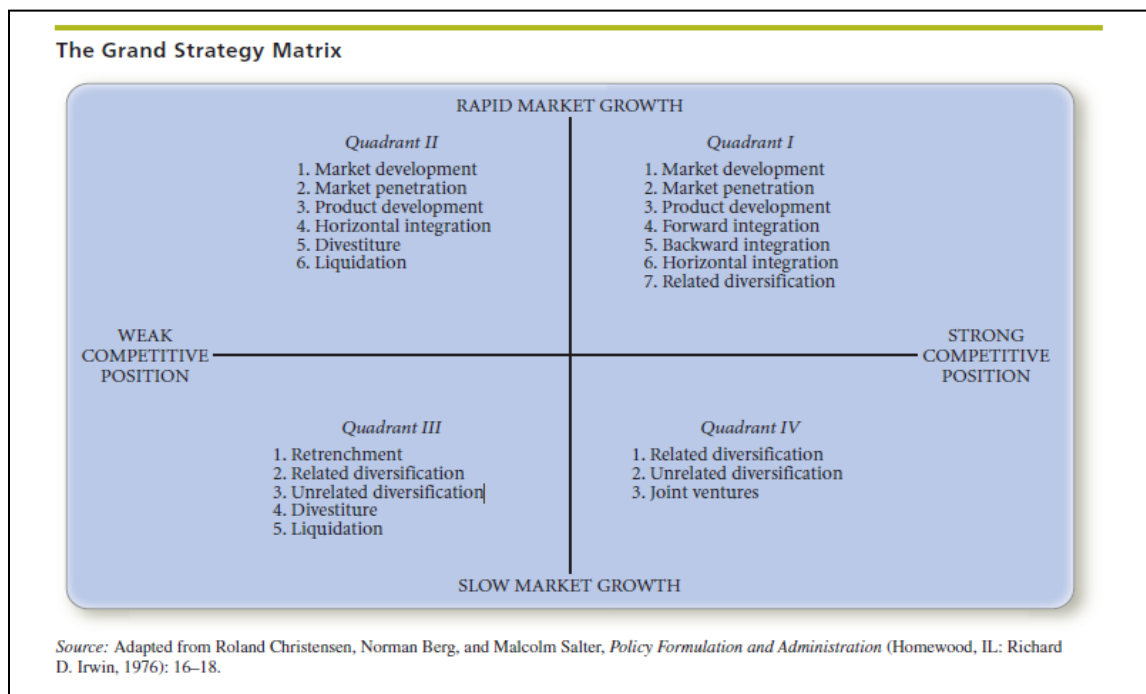 The Grand Strategy Matrix
RAPID MARKET GROWTH
Quadrant II
1. Market development
2. Market penetration
3. Product development
4. Horizontal integration
5. Divestiture
6. Liquidation
Quadrant I
1. Market development
2. Market penetration
3. Product development
4. Forward integration
5. Backward integration
6. Horizontal integration
7. Related diversification
WEAK
COMPETITIVE
POSITION
STRONG
COMPETITIVE
POSITION
Quadrant III
1. Retrenchment
2. Related diversification
3. Unrelated diversification
4. Divestiture
5. Liquidation
Quadrant IV
1. Related diversification
2. Unrelated diversification
3. Joint ventures
SLOW MARKET GROWTH
Source: Adapted from Roland Christensen, Norman Berg, and Malcolm Salter, Policy Formulation and Administration (Homewood, IL: Richard
D. Irwin, 1976): 16–18.